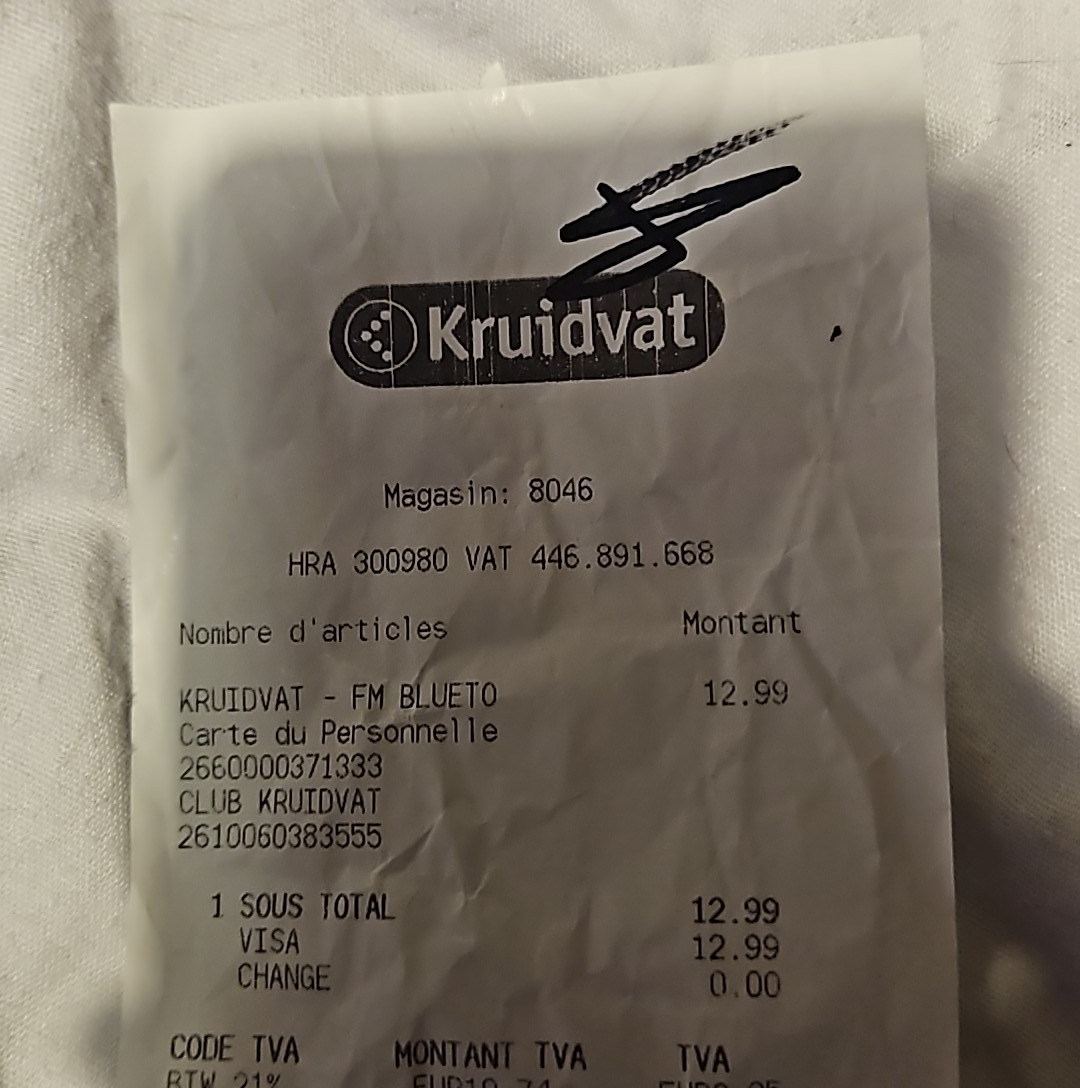 Kruidvat
Magasin: 8046
HRA 300980 VAT 446.891.668
Nombre d'articles Montant
KRUIDVAT - FM BLUETO 12.99
Carte du Personnelle
2660000371333
CLUB KRUIDVAT
2610060383555
1 SOUS TOTAL 12.99
VISA 12.99
CHANGE 0.00
CODE TVA MONTANT TVA TVA
BTW 21%